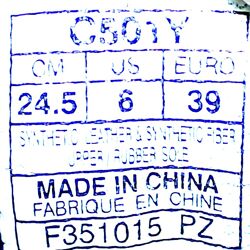 C501Y
CM US EURO
24.5 6 39
SYNTHETIC LEATHER & SYNTHETIC FIBER
UPPER / RUBBER SOLE
MADE IN CHINA
FABRIQUE EN CHINE
F351015 PZ